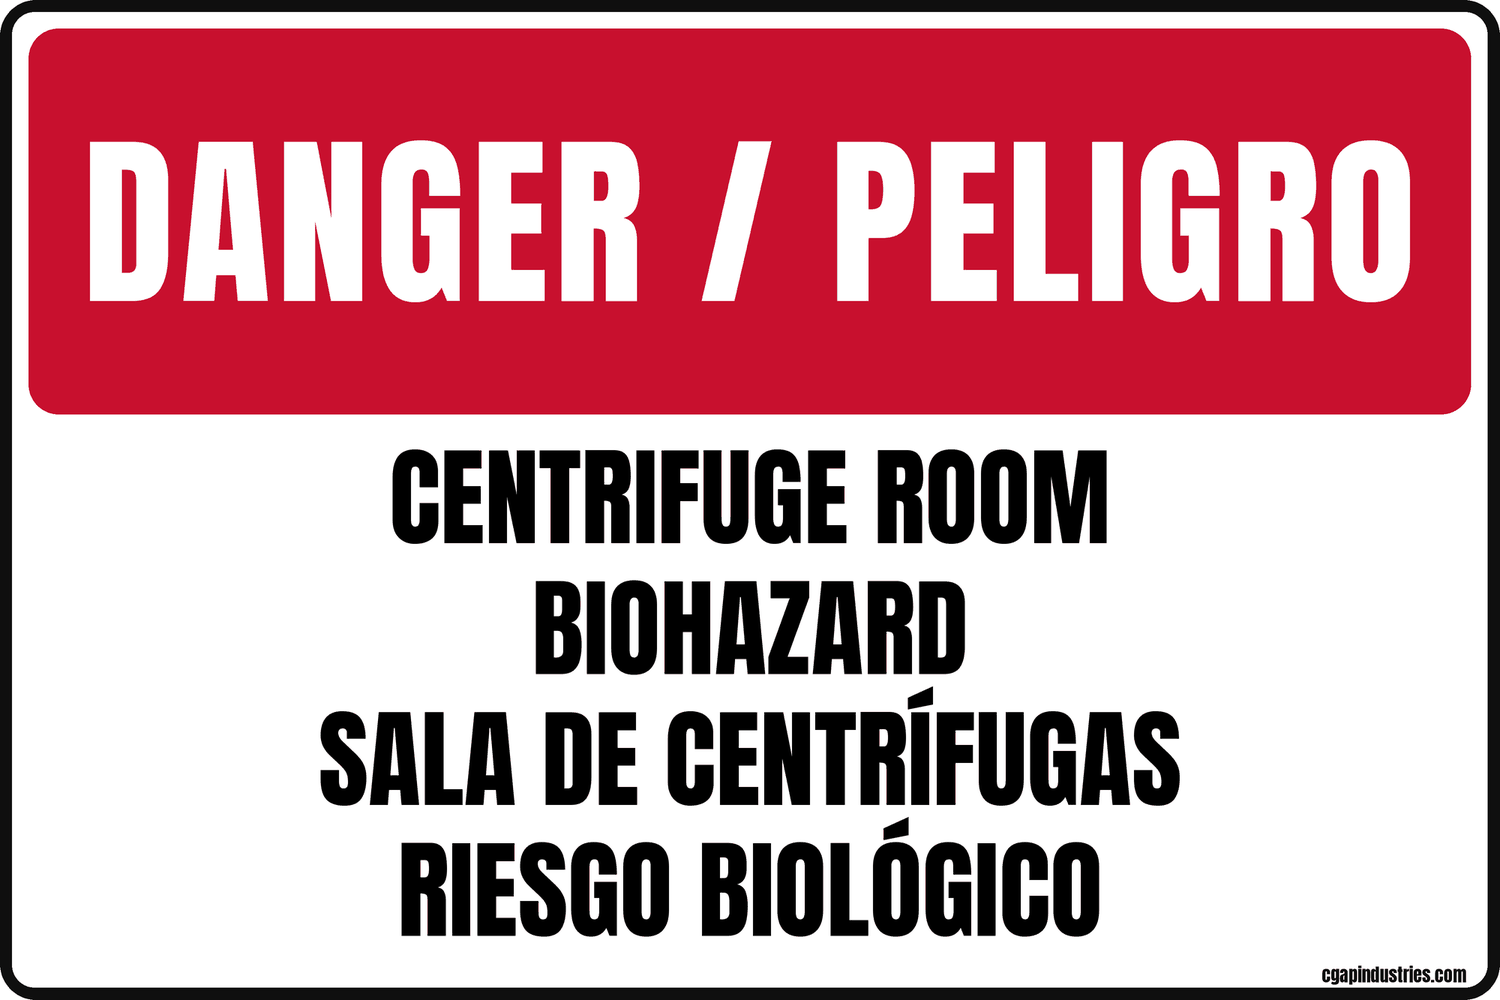 DANGER / PELIGRO
CENTRIFUGE ROOM
BIOHAZARD
SALA DE CENTRÍFUGAS
RIESGO BIOLÓGICO
cgapindustries.com